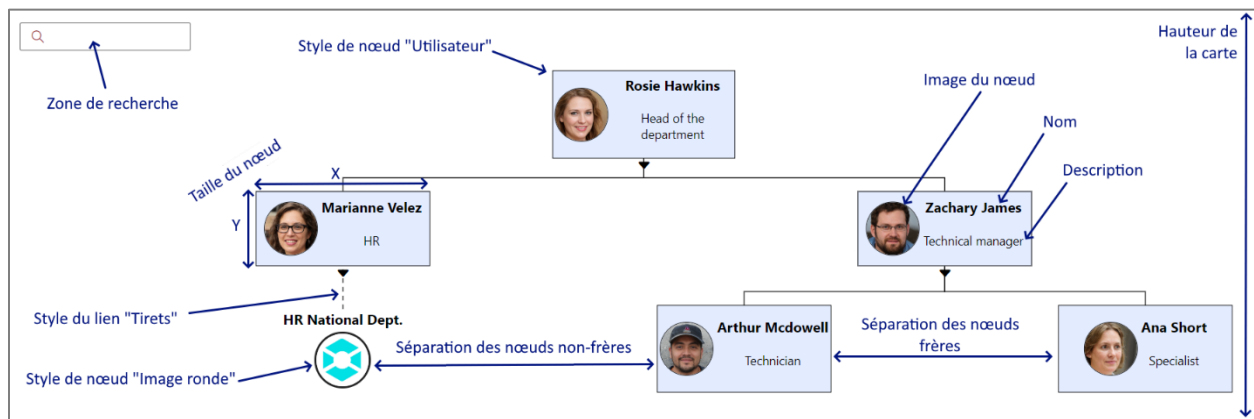 Zone de recherche
Style de nœud "Utilisateur"
Rosie Hawkins
Head of the
department
Image du nœud
Nom
Description
Hauteur de
la carte
Taille du nœud
X
Y
Marianne Velez
HR
Zachary James
Technical manager
Style du lien "Tirets"
HR National Dept.
Style de nœud "Image ronde"
Séparation des nœuds non-frères
Arthur Mcdowell
Technician
Séparation des nœuds
frères
Ana Short
Specialist